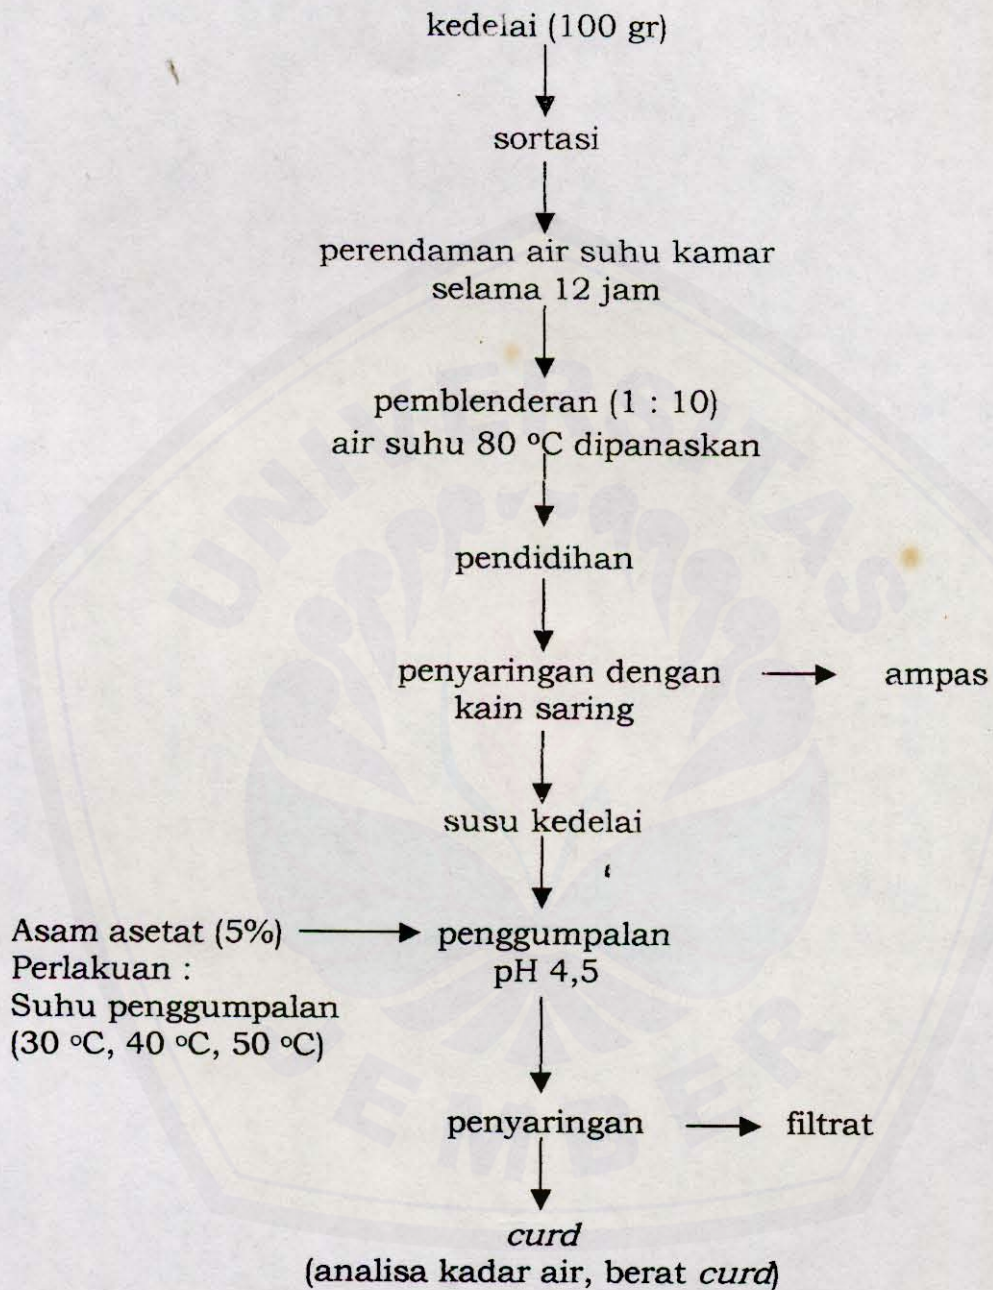 kedelai (100 gr)
sortasi
perendaman air suhu kamar
selama 12 jam
pemblenderan (1 : 10)
air suhu 80 °C dipanaskan
pendidihan
penyaringan dengan
kain saring
ampas
susu kedelai
Asam asetat (5%)
Perlakuan :
Suhu penggumpalan
(30 °C, 40 °C, 50 °C)
penggumpalan
pH 4,5
penyaringan
filtrat
curd
(analisa kadar air, berat curd)
UNIVERSITAS
JEMBER